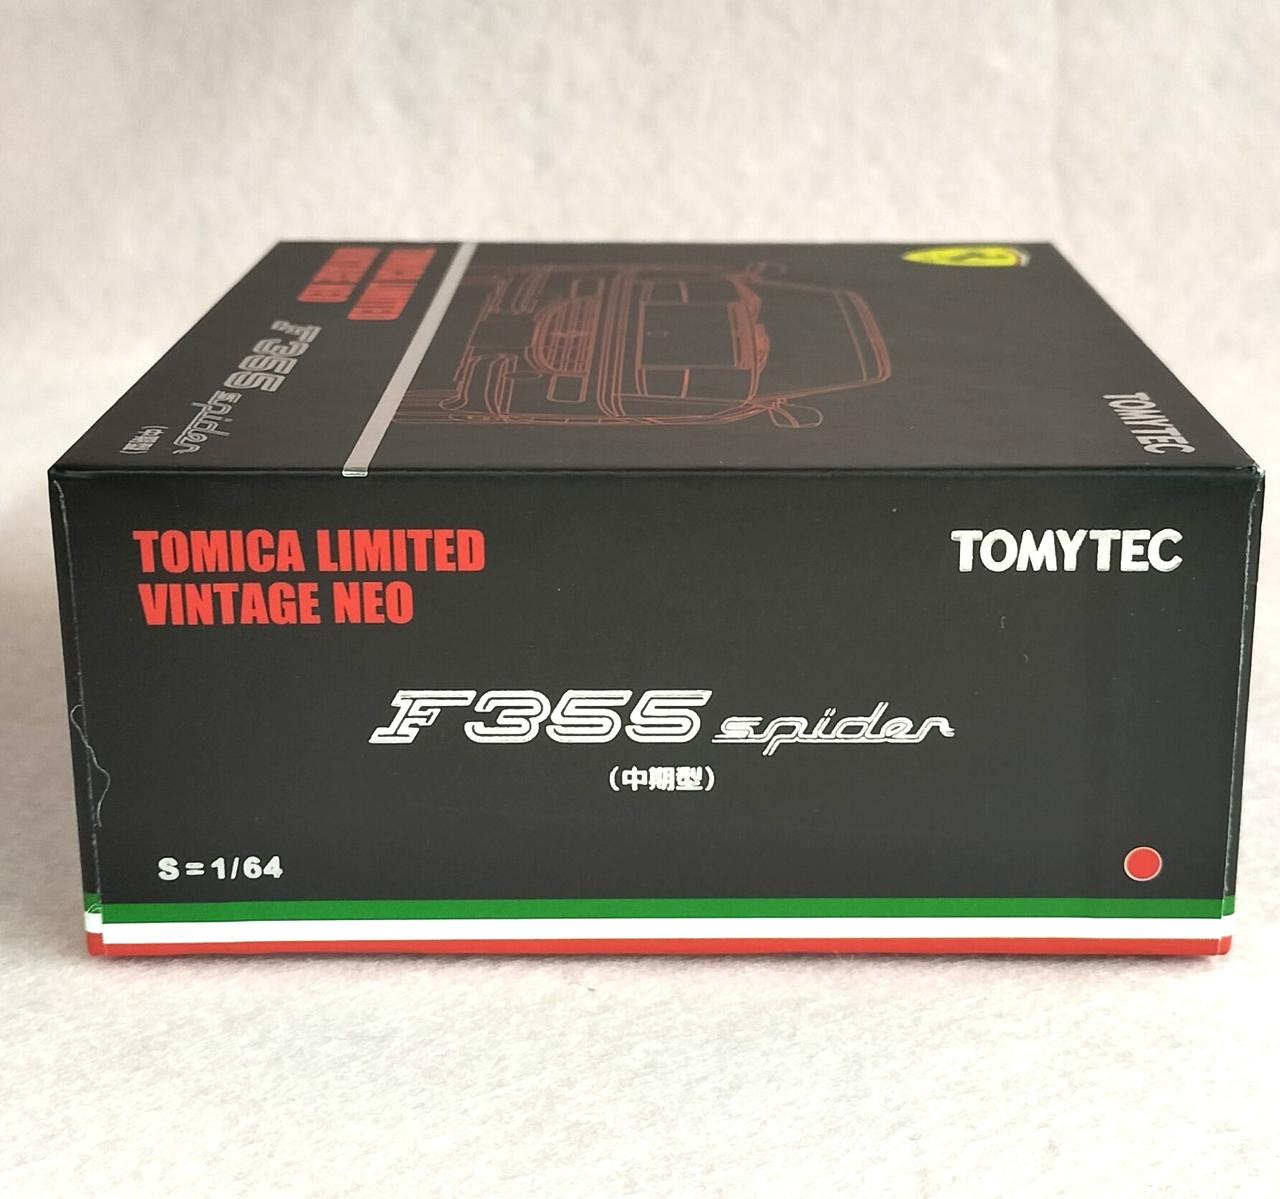 TOMICA LIMITED
VINTAGE NEO
F355 spider
(中期型)
TOMYTEC
TOMICA LIMITED
VINTAGE NEO
TOMYTEC
F355 spider
(中期型)
S=1/64